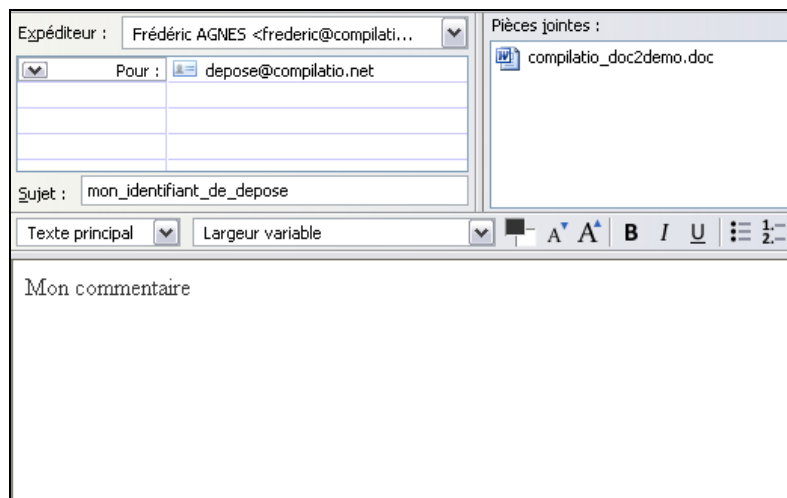 Expéditeur : Frédéric AGNES <frederic@compilati...
Pour : depose@compilatio.net
Sujet : mon_identifiant_de_depose
Pièces jointes :
compilatio_doc2demo.doc
Texte principal Largeur variable A A B I U
Mon commentaire